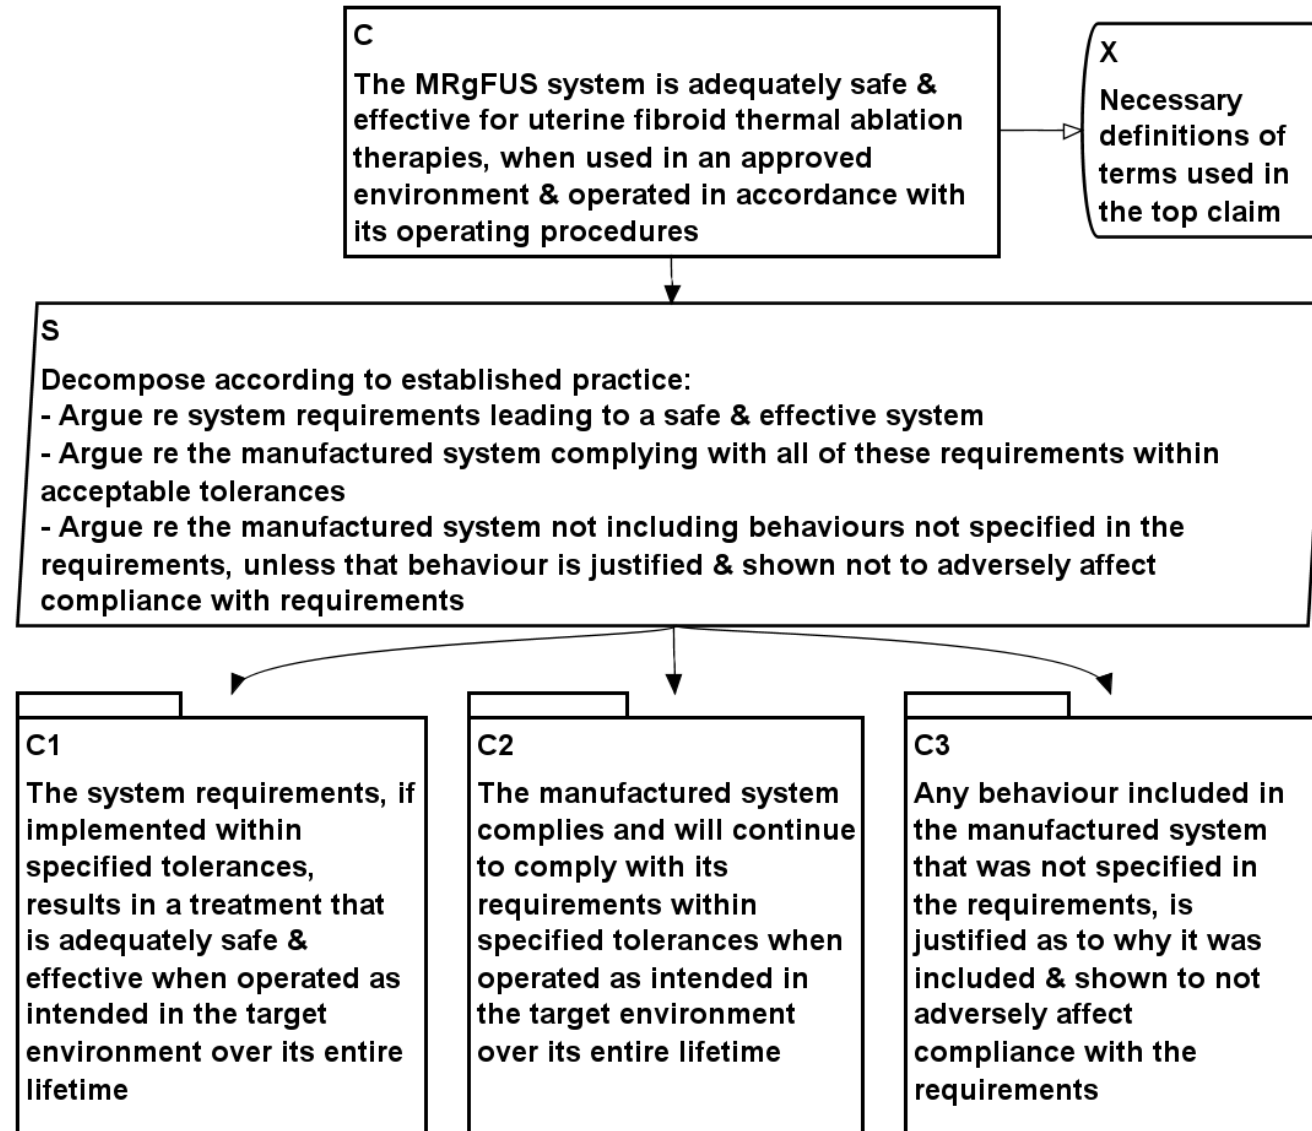 C
The MRgFUS system is adequately safe &
effective for uterine fibroid thermal ablation
therapies, when used in an approved
environment & operated in accordance with
its operating procedures
X
Necessary
definitions of
terms used in
the top claim
S
Decompose according to established practice:
- Argue re system requirements leading to a safe & effective system
- Argue re the manufactured system complying with all of these requirements within
acceptable tolerances
- Argue re the manufactured system not including behaviours not specified in the
requirements, unless that behaviour is justified & shown not to adversely affect
compliance with requirements
C1
The system requirements, if
implemented within
specified tolerances,
results in a treatment that
is adequately safe &
effective when operated as
intended in the target
environment over its entire
lifetime
C2
The manufactured system
complies and will continue
to comply with its
requirements within
specified tolerances when
operated as intended in
the target environment
over its entire lifetime
C3
Any behaviour included in
the manufactured system
that was not specified in
the requirements, is
justified as to why it was
included & shown to not
adversely affect
compliance with the
requirements